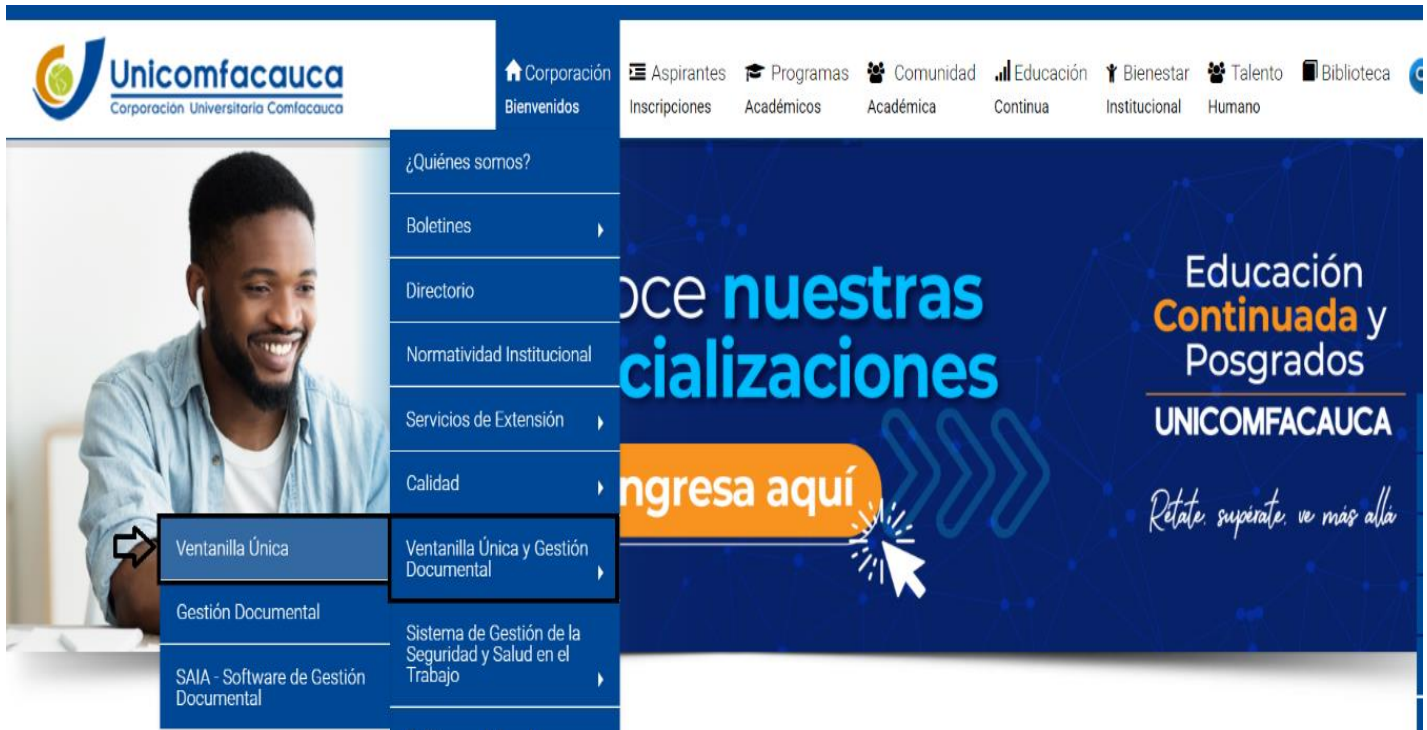 Unicomfacauca
Corporación Universitaria Comfacauca
Corporación
Bienvenidos
Aspirantes
Inscripciones
Programas
Académicos
Comunidad
Académica
Educación
Continua
Bienestar
Institucional
Talento
Humano
Biblioteca
¿Quiénes somos?
Boletines
Directorio
Normatividad Institucional
Servicios de Extensión
Calidad
Ventanilla Única y Gestión
Documental
Sistema de Gestión de la
Seguridad y Salud en el
Trabajo
Ventanilla Única
Gestión Documental
SAIA - Software de Gestión
Documental
oce nuestras
cializaciones
ngresa aquí
Educación
Continuada y
Posgrados
UNICOMFACAUCA
Rétate, supérate, ve más allá